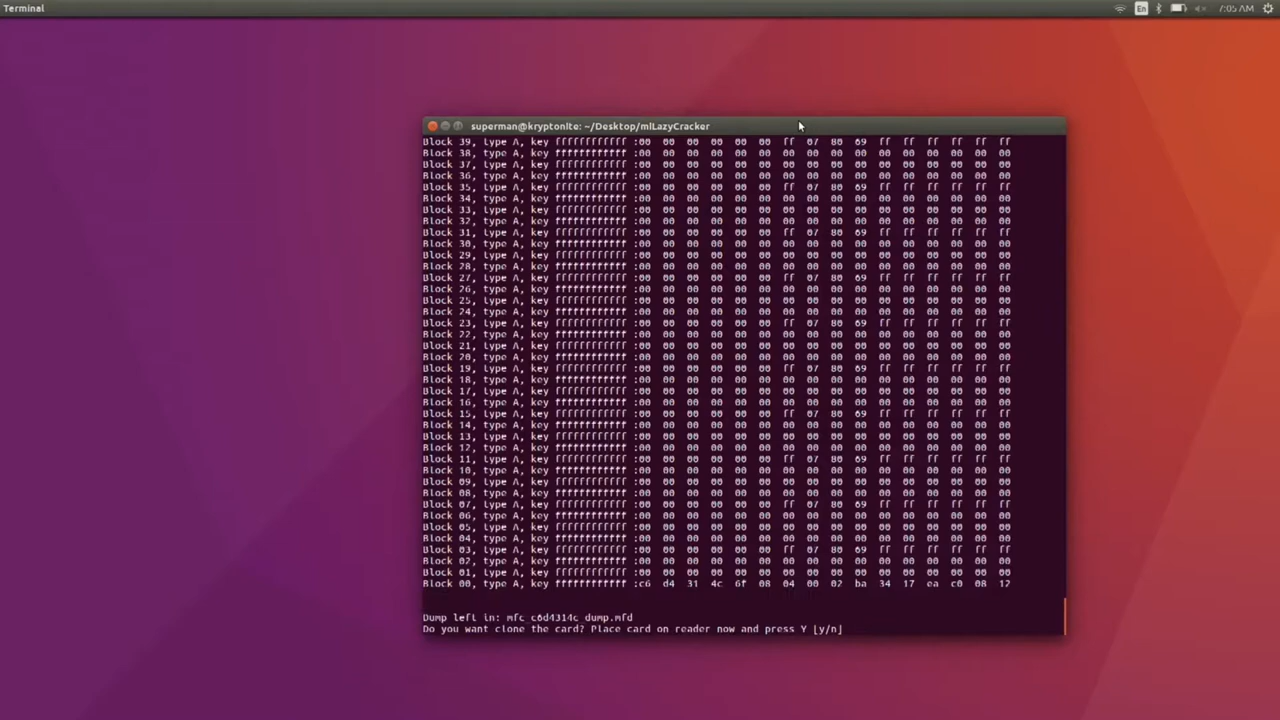 Terminal
En
7:05 AM
superman@kryptonite: ~/Desktop/miLazyCracker
Block 39, type A, key ffffffffffff :00 00 00 00 00 00 ff 07 80 69 ff ff ff ff ff ff
Block 38, type A, key ffffffffffff :00 00 00 00 00 00 00 00 00 00 00 00 00 00 00 00
Block 37, type A, key ffffffffffff :00 00 00 00 00 00 00 00 00 00 00 00 00 00 00 00
Block 36, type A, key ffffffffffff :00 00 00 00 00 00 00 00 00 00 00 00 00 00 00 00
Block 35, type A, key ffffffffffff :00 00 00 00 00 00 ff 07 80 69 ff ff ff ff ff ff
Block 34, type A, key ffffffffffff :00 00 00 00 00 00 00 00 00 00 00 00 00 00 00 00
Block 33, type A, key ffffffffffff :00 00 00 00 00 00 00 00 00 00 00 00 00 00 00 00
Block 32, type A, key ffffffffffff :00 00 00 00 00 00 00 00 00 00 00 00 00 00 00 00
Block 31, type A, key ffffffffffff :00 00 00 00 00 00 ff 07 80 69 ff ff ff ff ff ff
Block 30, type A, key ffffffffffff :00 00 00 00 00 00 00 00 00 00 00 00 00 00 00 00
Block 29, type A, key ffffffffffff :00 00 00 00 00 00 00 00 00 00 00 00 00 00 00 00
Block 28, type A, key ffffffffffff :00 00 00 00 00 00 00 00 00 00 00 00 00 00 00 00
Block 27, type A, key ffffffffffff :00 00 00 00 00 00 ff 07 80 69 ff ff ff ff ff ff
Block 26, type A, key ffffffffffff :00 00 00 00 00 00 00 00 00 00 00 00 00 00 00 00
Block 25, type A, key ffffffffffff :00 00 00 00 00 00 00 00 00 00 00 00 00 00 00 00
Block 24, type A, key ffffffffffff :00 00 00 00 00 00 00 00 00 00 00 00 00 00 00 00
Block 23, type A, key ffffffffffff :00 00 00 00 00 00 ff 07 80 69 ff ff ff ff ff ff
Block 22, type A, key ffffffffffff :00 00 00 00 00 00 00 00 00 00 00 00 00 00 00 00
Block 21, type A, key ffffffffffff :00 00 00 00 00 00 00 00 00 00 00 00 00 00 00 00
Block 20, type A, key ffffffffffff :00 00 00 00 00 00 00 00 00 00 00 00 00 00 00 00
Block 19, type A, key ffffffffffff :00 00 00 00 00 00 ff 07 80 69 ff ff ff ff ff ff
Block 18, type A, key ffffffffffff :00 00 00 00 00 00 00 00 00 00 00 00 00 00 00 00
Block 17, type A, key ffffffffffff :00 00 00 00 00 00 00 00 00 00 00 00 00 00 00 00
Block 16, type A, key ffffffffffff :00 00 00 00 00 00 00 00 00 00 00 00 00 00 00 00
Block 15, type A, key ffffffffffff :00 00 00 00 00 00 ff 07 80 69 ff ff ff ff ff ff
Block 14, type A, key ffffffffffff :00 00 00 00 00 00 00 00 00 00 00 00 00 00 00 00
Block 13, type A, key ffffffffffff :00 00 00 00 00 00 00 00 00 00 00 00 00 00 00 00
Block 12, type A, key ffffffffffff :00 00 00 00 00 00 00 00 00 00 00 00 00 00 00 00
Block 11, type A, key ffffffffffff :00 00 00 00 00 00 ff 07 80 69 ff ff ff ff ff ff
Block 10, type A, key ffffffffffff :00 00 00 00 00 00 00 00 00 00 00 00 00 00 00 00
Block 09, type A, key ffffffffffff :00 00 00 00 00 00 00 00 00 00 00 00 00 00 00 00
Block 08, type A, key ffffffffffff :00 00 00 00 00 00 00 00 00 00 00 00 00 00 00 00
Block 07, type A, key ffffffffffff :00 00 00 00 00 00 ff 07 80 69 ff ff ff ff ff ff
Block 06, type A, key ffffffffffff :00 00 00 00 00 00 00 00 00 00 00 00 00 00 00 00
Block 05, type A, key ffffffffffff :00 00 00 00 00 00 00 00 00 00 00 00 00 00 00 00
Block 04, type A, key ffffffffffff :00 00 00 00 00 00 00 00 00 00 00 00 00 00 00 00
Block 03, type A, key ffffffffffff :00 00 00 00 00 00 ff 07 80 69 ff ff ff ff ff ff
Block 02, type A, key ffffffffffff :00 00 00 00 00 00 00 00 00 00 00 00 00 00 00 00
Block 01, type A, key ffffffffffff :00 00 00 00 00 00 00 00 00 00 00 00 00 00 00 00
Block 00, type A, key ffffffffffff :c6 d4 31 4c 6f 08 04 00 02 ba 34 17 ea c0 08 12
Dump left in: mfc_c6d4314c_dump.mfd
Do you want clone the card? Place card on reader now and press Y [y/n]